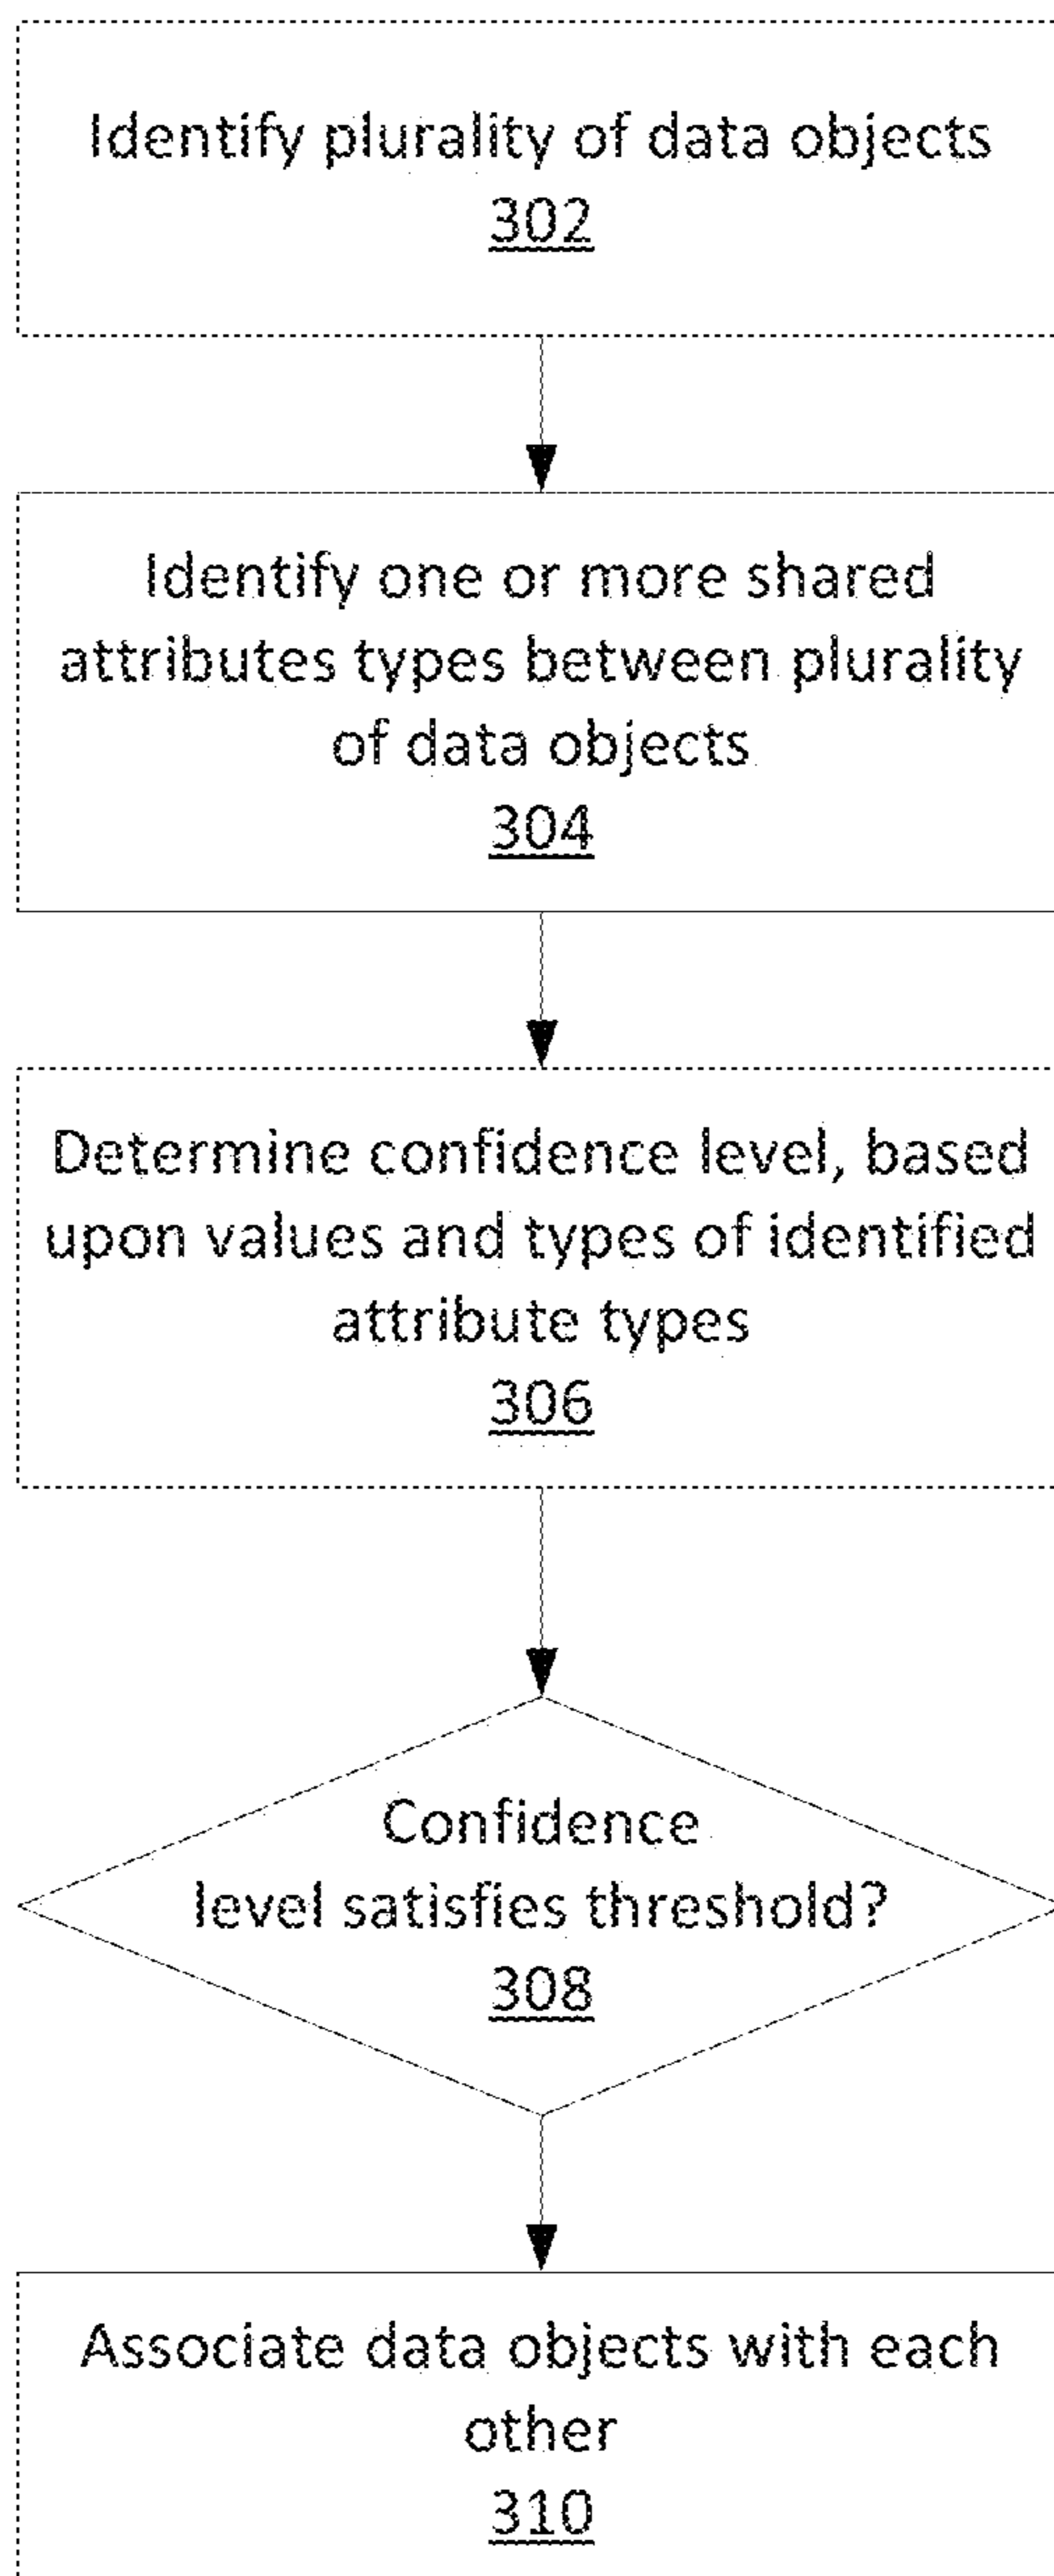 Identify plurality of data objects
302
Identify one or more shared
attributes types between plurality
of data objects
304
Determine confidence level, based
upon values and types of identified
attribute types
306
Confidence
level satisfies threshold?
308
Associate data objects with each
other
310